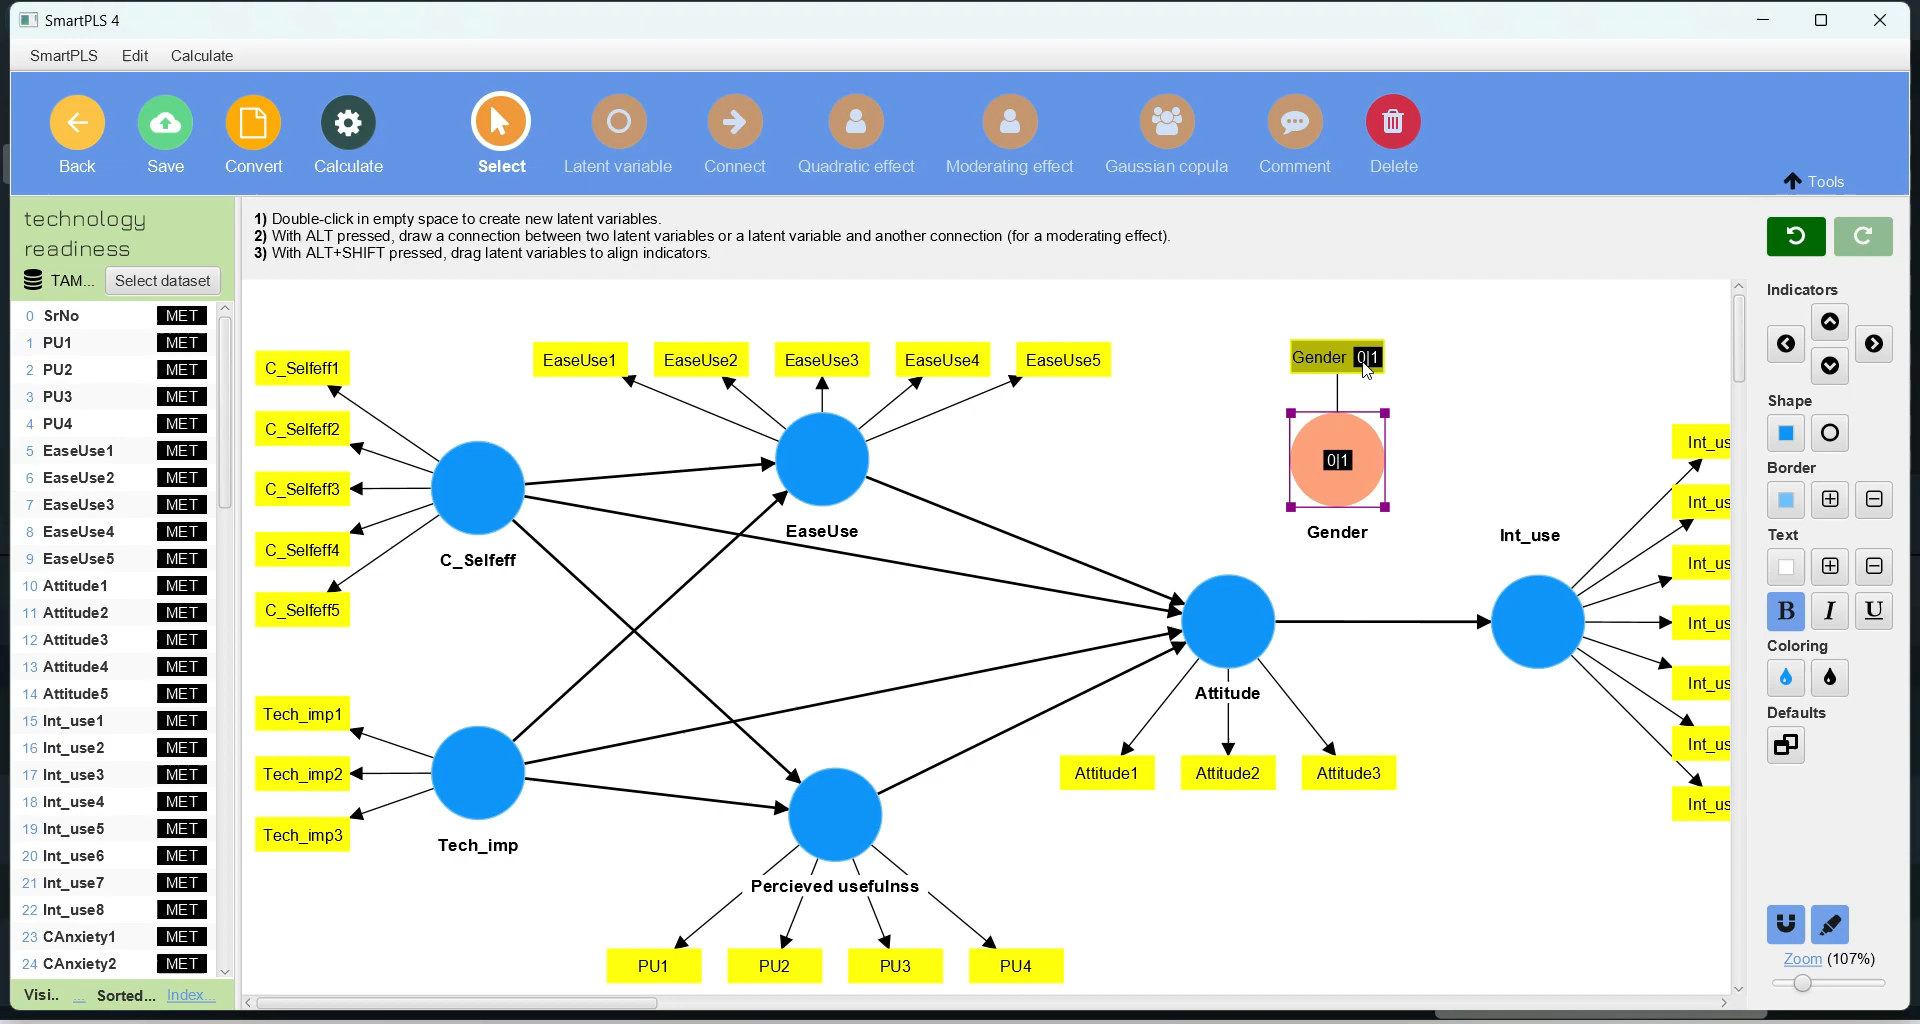 SmartPLS 4
SmartPLS Edit Calculate
Back Save Convert Calculate Select Latent variable Connect Quadratic effect Moderating effect Gaussian copula Comment Delete
Tools
technology
readiness
TAM... Select dataset
1) Double-click in empty space to create new latent variables.
2) With ALT pressed, draw a connection between two latent variables or a latent variable and another connection (for a moderating effect).
3) With ALT+SHIFT pressed, drag latent variables to align indicators.
0 SrNo MET
1 PU1 MET
2 PU2 MET
3 PU3 MET
4 PU4 MET
5 EaseUse1 MET
6 EaseUse2 MET
7 EaseUse3 MET
8 EaseUse4 MET
9 EaseUse5 MET
10 Attitude1 MET
11 Attitude2 MET
12 Attitude3 MET
13 Attitude4 MET
14 Attitude5 MET
15 Int_use1 MET
16 Int_use2 MET
17 Int_use3 MET
18 Int_use4 MET
19 Int_use5 MET
20 Int_use6 MET
21 Int_use7 MET
22 Int_use8 MET
23 CAnxiety1 MET
24 CAnxiety2 MET
Visi.. ... Sorted... Index...
C_Selfeff1
C_Selfeff2
C_Selfeff3
C_Selfeff4
C_Selfeff5
C_Selfeff
EaseUse1 EaseUse2 EaseUse3 EaseUse4 EaseUse5
EaseUse
Gender 0|1
0|1
Gender
Int_use
Int_us
Int_us
Int_us
Int_us
Int_us
Int_us
Int_us
Attitude
Attitude1 Attitude2 Attitude3
Tech_imp1
Tech_imp2
Tech_imp3
Tech_imp
Percieved usefulnss
PU1 PU2 PU3 PU4
Indicators
Shape
Border
Text
B I U
Coloring
Defaults
Zoom (107%)